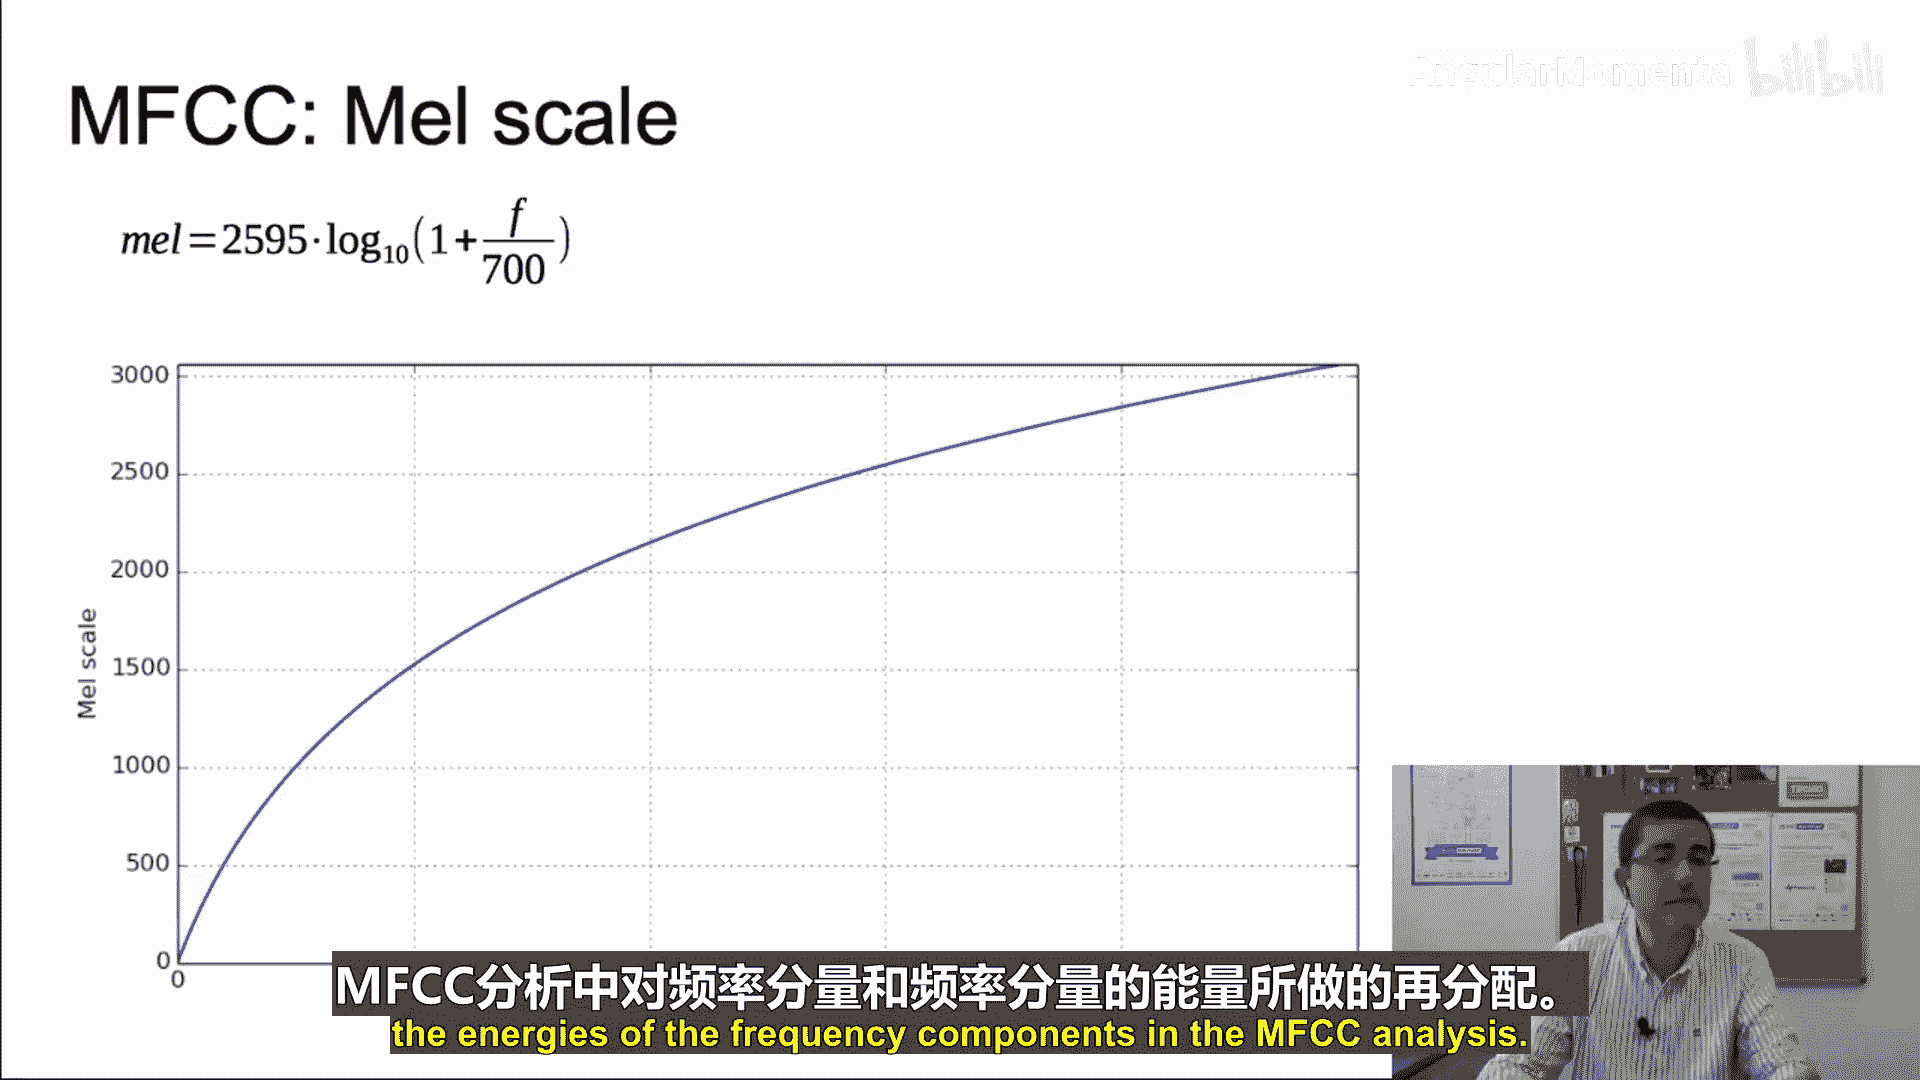 AngularMomenta bilibili
MFCC: Mel scale
mel=2595·log₁₀(1+f/700)
3000
2500
2000
1500
1000
500
0
Mel scale
0
MFCC分析中对频率分量和频率分量的能量所做的再分配。
the energies of the frequency components in the MFCC analysis.